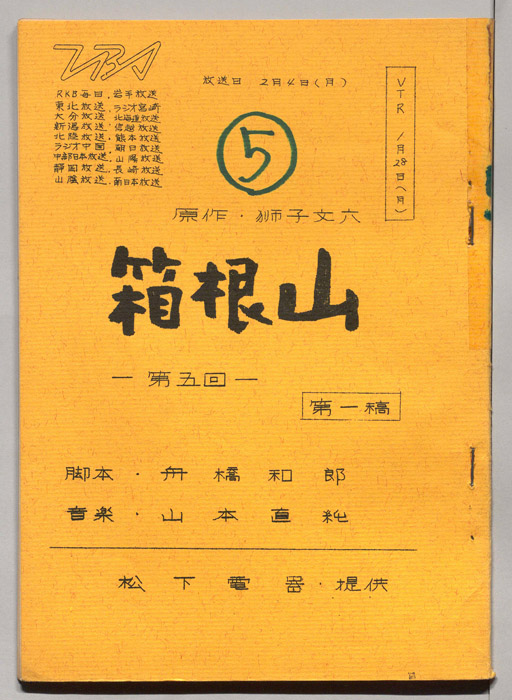 TBS
放送日 2月4日(月)
RKB毎日.岩手放送
東北放送.ラジオ宮崎
大分放送.北海道放送
新潟放送.信越放送
北陸放送.熊本放送
ラジオ中国.朝日放送
中部日本放送.山陽放送
静岡放送.長崎放送
山陰放送.南日本放送
VTR 1月28日(月)
5
原作・獅子文六
箱根山
―第五回―
第一稿
脚本・舟橋和郎
音楽・山本直純
松下電器・提供